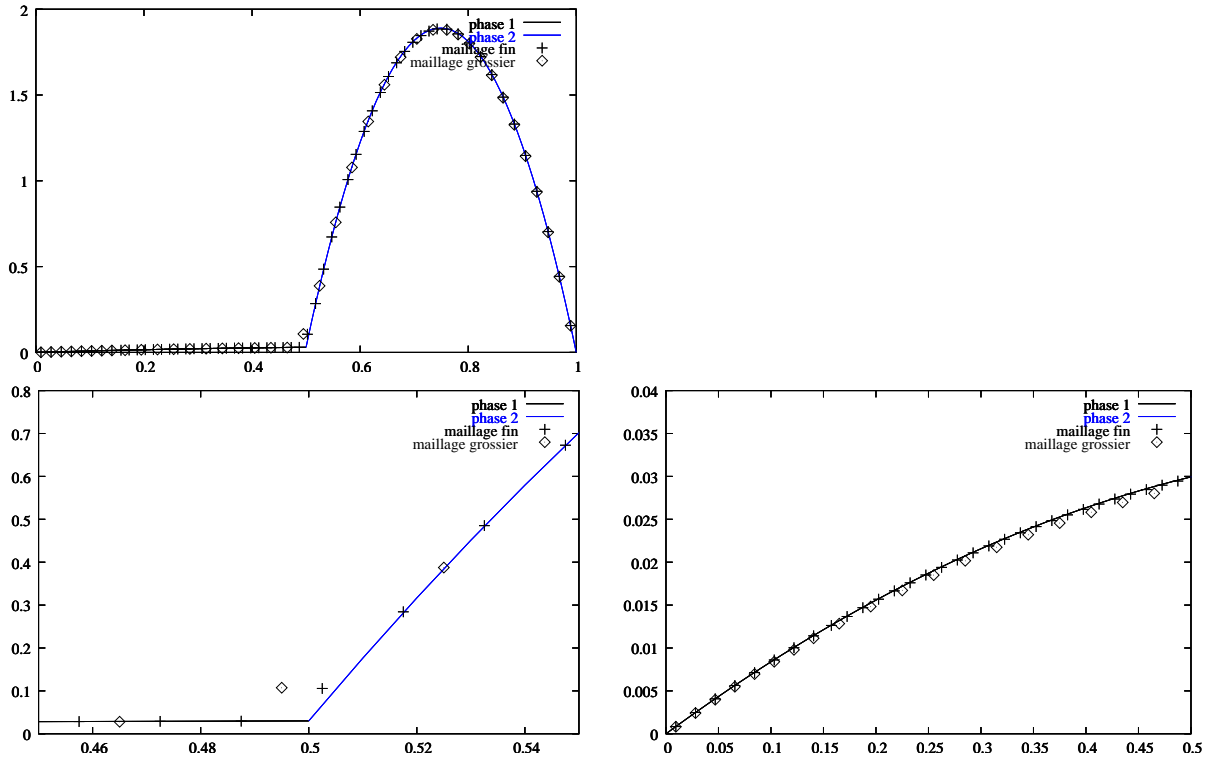 2
1.5
1
0.5
0
0 0.2 0.4 0.6 0.8 1
phase 1
phase 2
maillage fin
maillage grossier
0.8
0.7
0.6
0.5
0.4
0.3
0.2
0.1
0
0.46 0.48 0.5 0.52 0.54
phase 1
phase 2
maillage fin
maillage grossier
0.04
0.035
0.03
0.025
0.02
0.015
0.01
0.005
0
0 0.05 0.1 0.15 0.2 0.25 0.3 0.35 0.4 0.45 0.5
phase 1
phase 2
maillage fin
maillage grossier